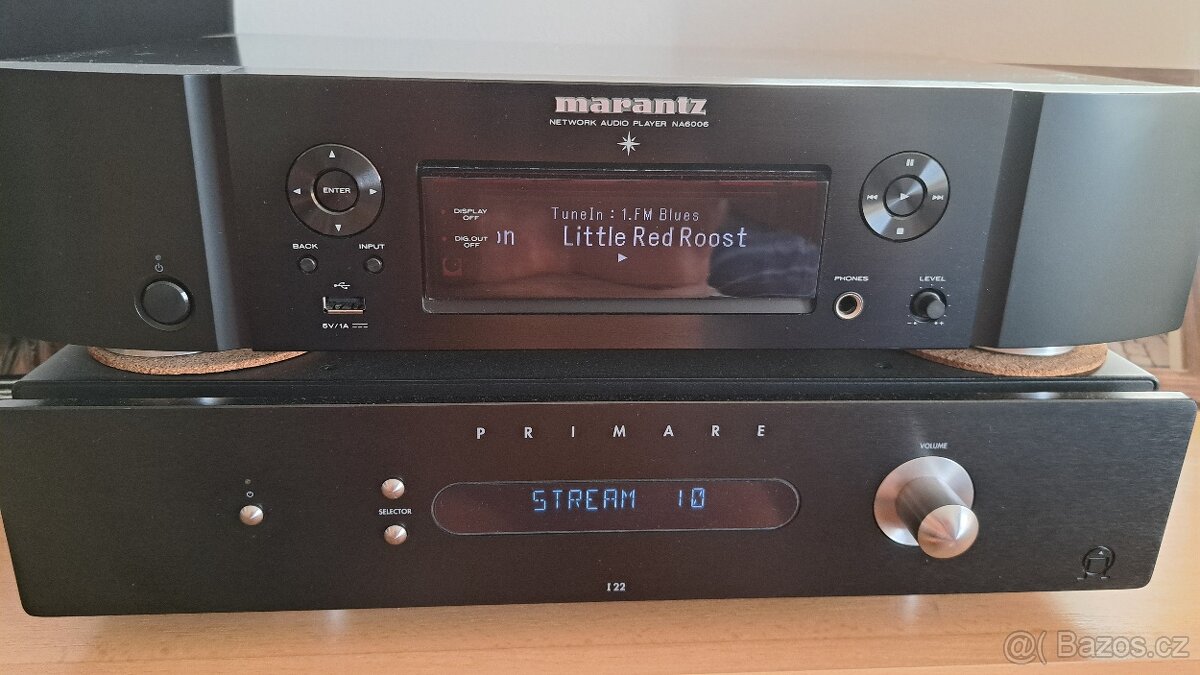 marantz
NETWORK AUDIO PLAYER NA6006
ENTER
BACK
INPUT
5V/1A
DISPLAY
OFF
DIG.OUT
OFF
TuneIn : 1.FM Blues
on Little Red Roost
PHONES
LEVEL
PRIMARE
VOLUME
SELECTOR
STREAM 10
I22
@( Bazos.cz